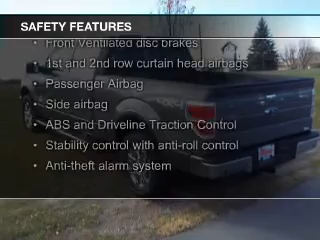 SAFETY FEATURES
• Front Ventilated disc brakes
• 1st and 2nd row curtain head airbags
• Passenger Airbag
• Side airbag
• ABS and Driveline Traction Control
• Stability control with anti-roll control
• Anti-theft alarm system